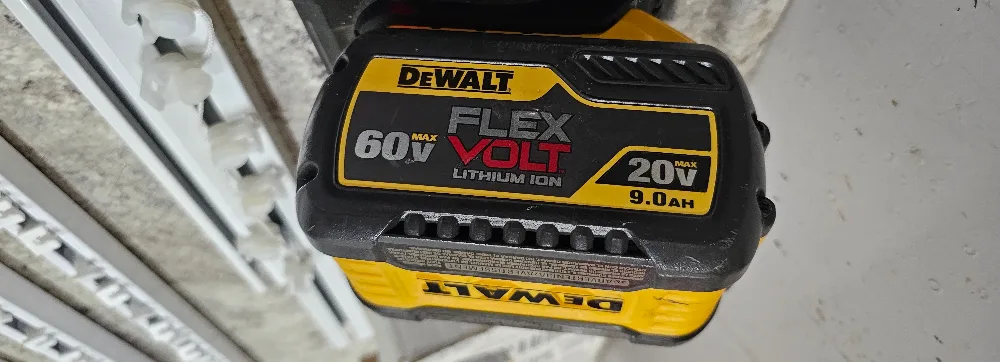 DEWALT
60V MAX
FLEX
VOLT
LITHIUM ION
20V MAX
9.0AH
DEWALT